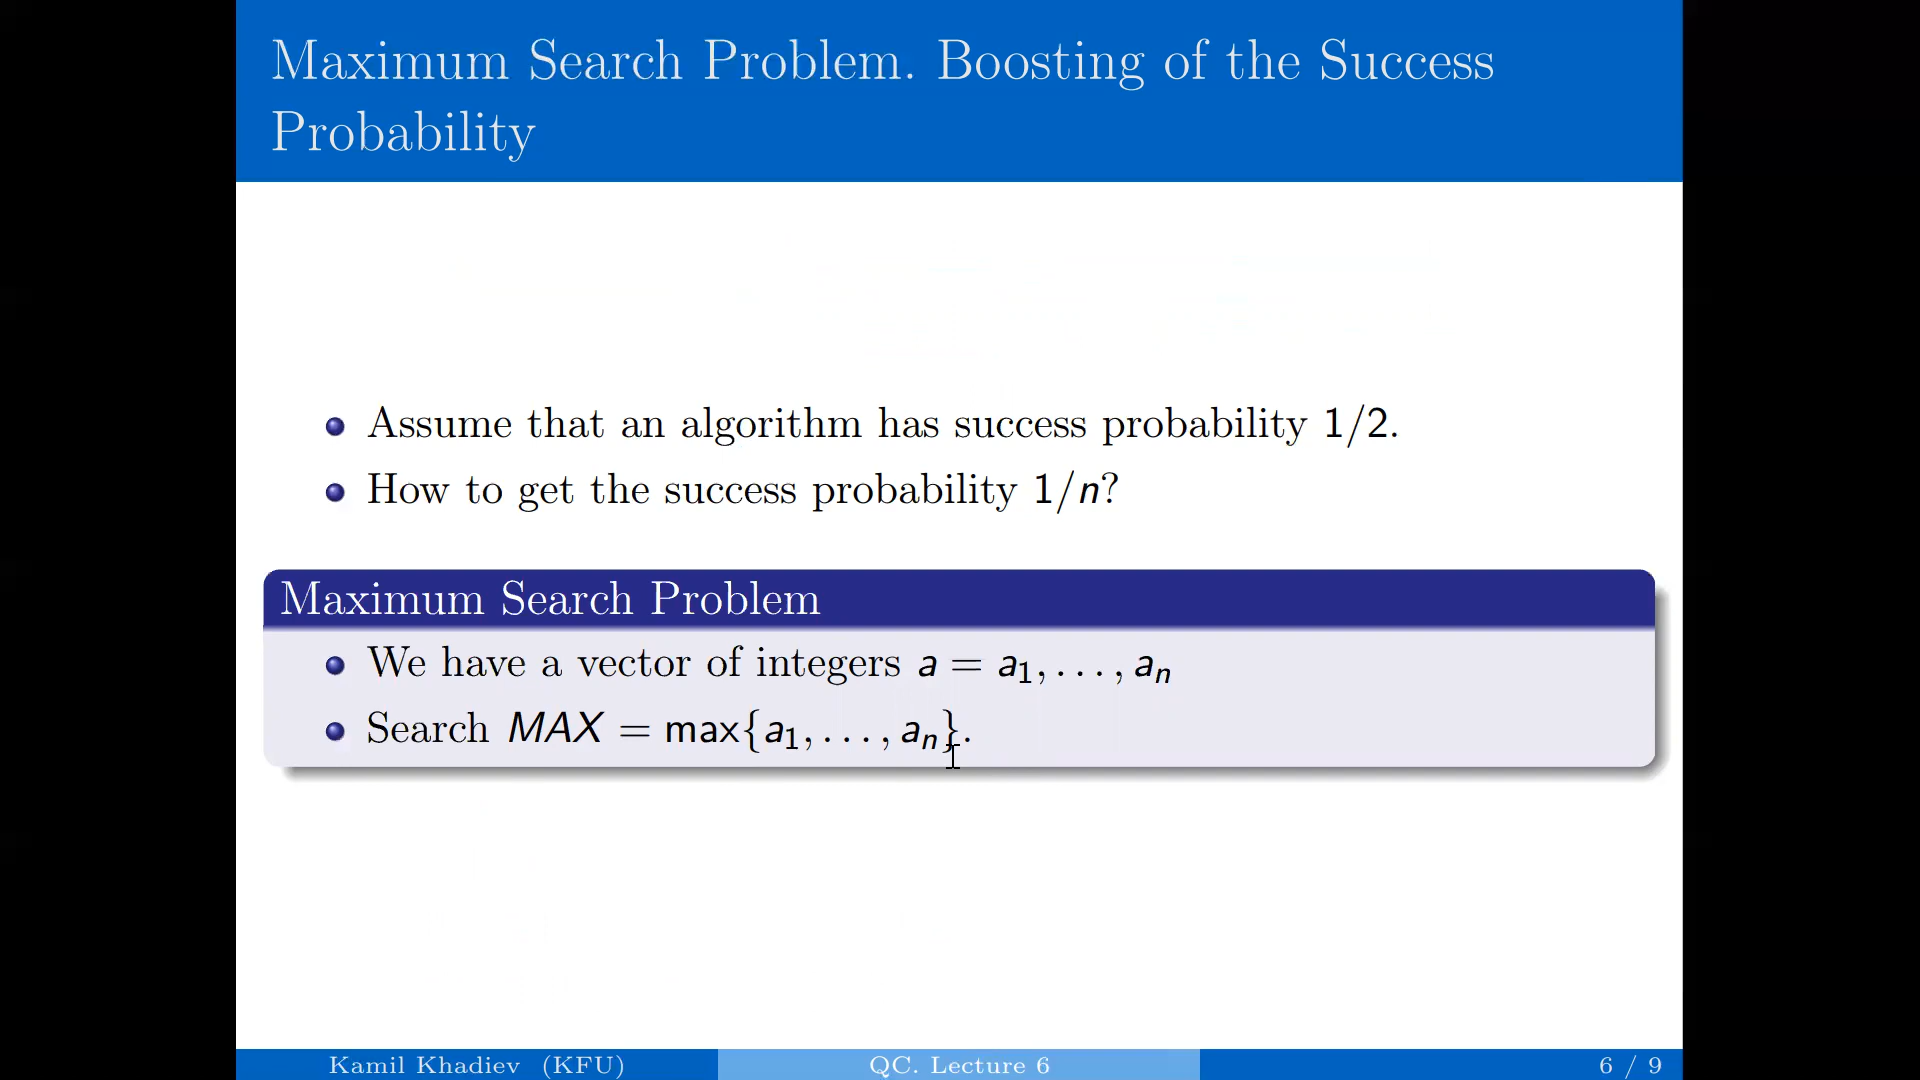 Maximum Search Problem. Boosting of the Success
Probability
Assume that an algorithm has success probability 1/2.
How to get the success probability 1/n?
Maximum Search Problem
We have a vector of integers a = a₁, . . . , aₙ
Search MAX = max{a₁, . . . , aₙ}.
Kamil Khadiev (KFU)
QC. Lecture 6
6 / 9